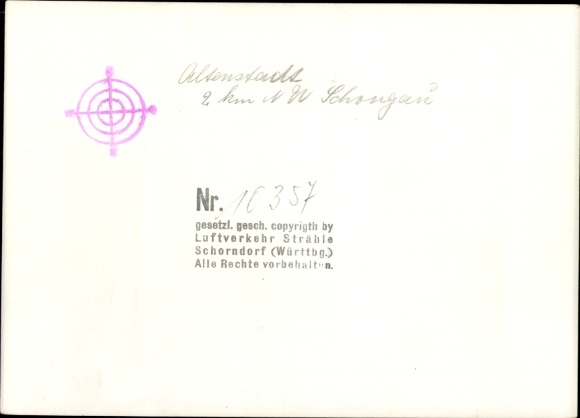 Altenstadt
2 km NW Schongau
Nr. 10357
gesetzl. gesch. copyrigth by
Luftverkehr Strähle
Schorndorf (Württbg.)
Alle Rechte vorbehalten.